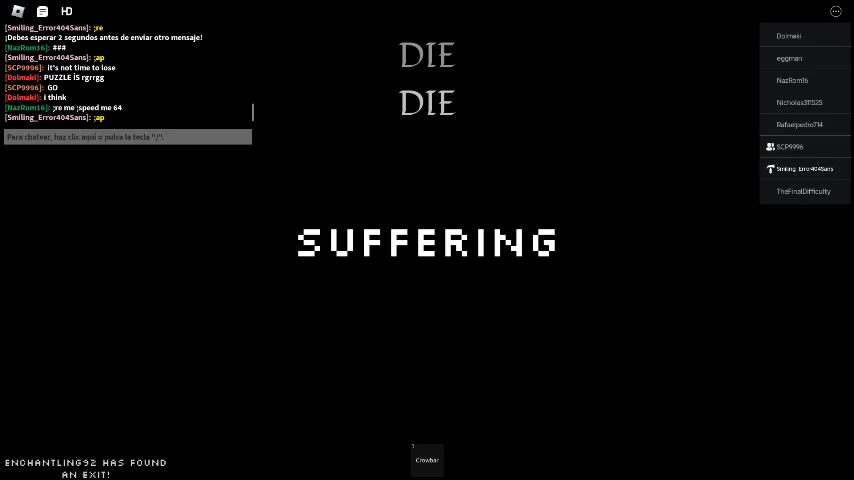 HD
[Smiling_Error404Sans]: ;re
¡Debes esperar 2 segundos antes de enviar otro mensaje!
[NazRom16]: ###
[Smiling_Error404Sans]: ;ap
[SCP9996]: it's not time to lose
[Dolmaki]: PUZZLE İS rgrrgg
[SCP9996]: GO
[Dolmaki]: i think
[NazRom16]: ;re me ;speed me 64
[Smiling_Error404Sans]: ;ap
Para chatear, haz clic aquí o pulsa la tecla "/".
DIE
DIE
Dolmaki
eggman
NazRom16
Nicholas311525
Rafaelpedro714
SCP9996
Smiling_Error404Sans
TheFinalDifficulty
SUFFERING
1
Crowbar
ENCHANTLING92 HAS FOUND
AN EXIT!